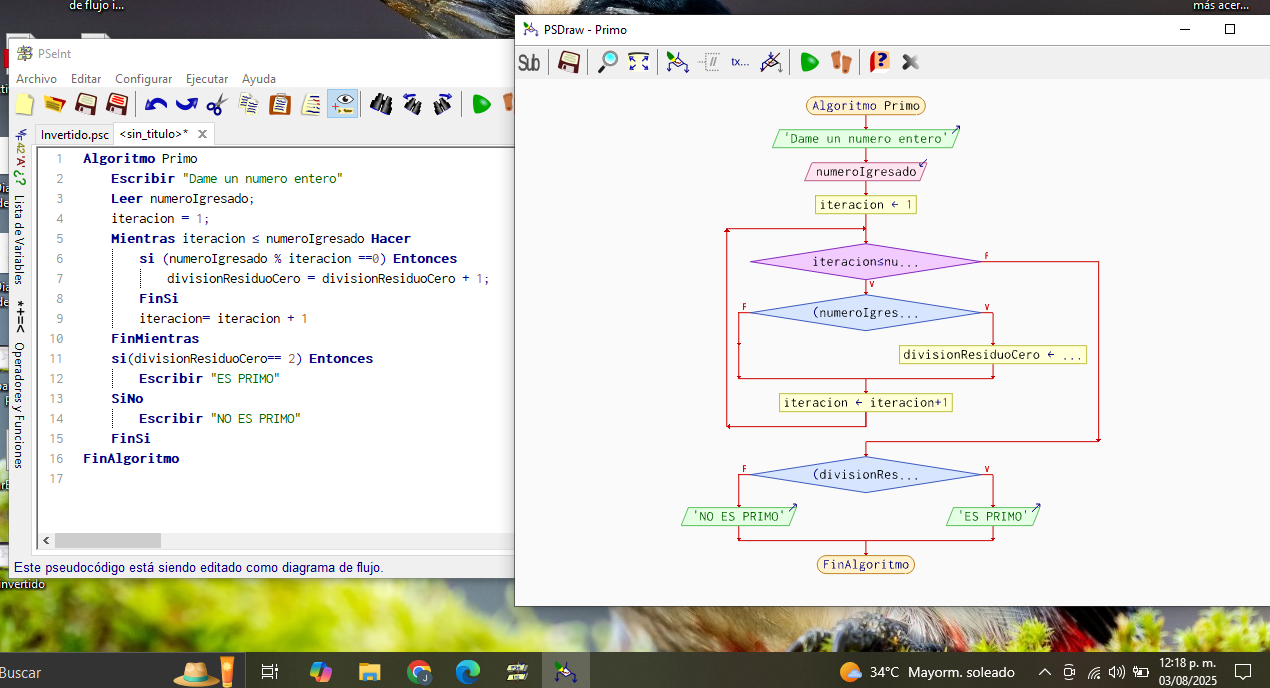 de flujo i...
más acer...
PSeInt
Archivo Editar Configurar Ejecutar Ayuda
Invertido.psc <sin_titulo>*
Lista de Variables
*+=<
Operadores y Funciones
1 Algoritmo Primo
2 Escribir "Dame un numero entero"
3 Leer numeroIgresado;
4 iteracion = 1;
5 Mientras iteracion ≤ numeroIgresado Hacer
6 si (numeroIgresado % iteracion ==0) Entonces
7 divisionResiduoCero = divisionResiduoCero + 1;
8 FinSi
9 iteracion= iteracion + 1
10 FinMientras
11 si(divisionResiduoCero== 2) Entonces
12 Escribir "ES PRIMO"
13 SiNo
14 Escribir "NO ES PRIMO"
15 FinSi
16 FinAlgoritmo
17
Este pseudocódigo está siendo editado como diagrama de flujo.
invertido
PSDraw - Primo
Sub
// tx...
Algoritmo Primo
'Dame un numero entero'
numeroIgresado
iteracion ← 1
iteracion≤nu...
F
V
(numeroIgres...
F
V
divisionResiduoCero ← ...
iteracion ← iteracion+1
(divisionRes...
F
V
'NO ES PRIMO'
'ES PRIMO'
FinAlgoritmo
Buscar
34°C Mayorm. soleado
12:18 p. m.
03/08/2025